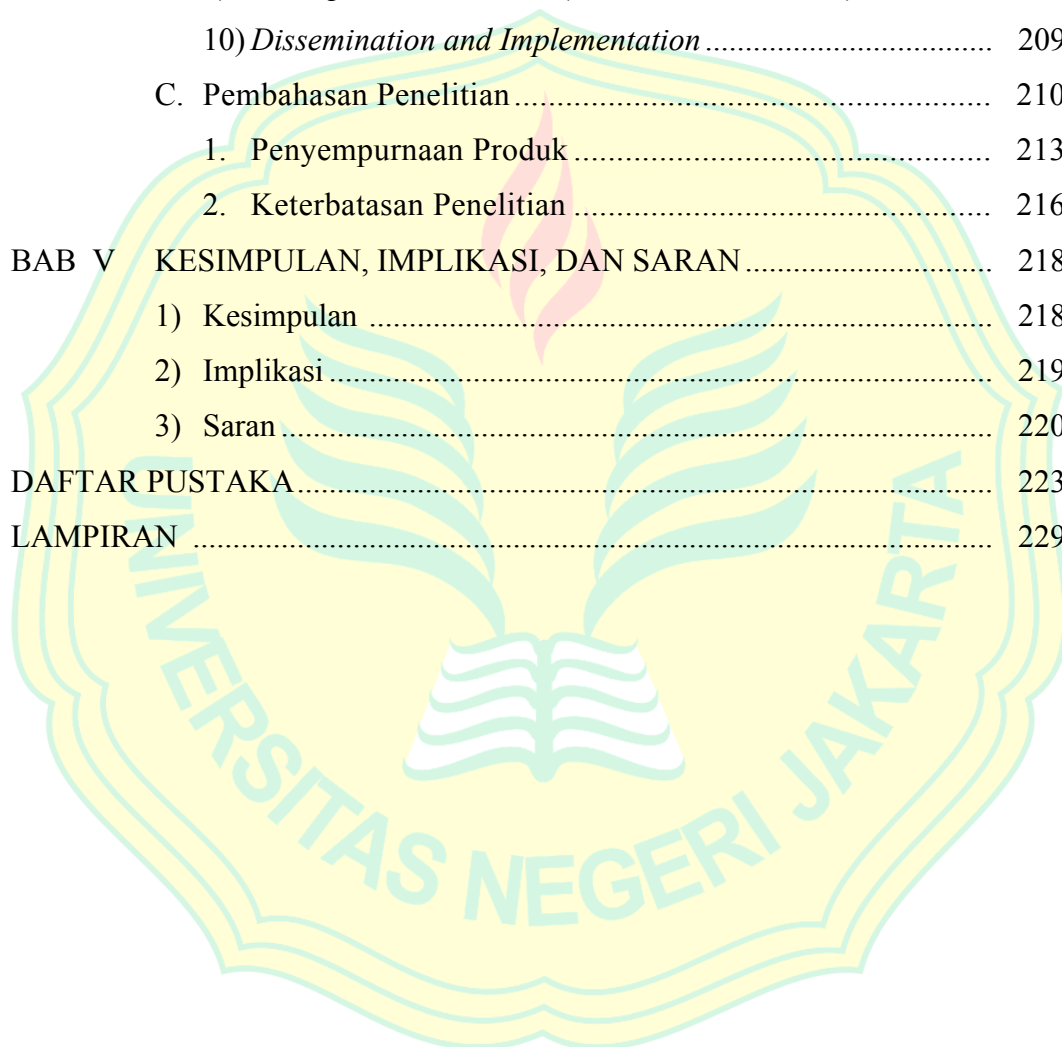 10) Dissemination and Implementation ................................. 209
C. Pembahasan Penelitian ....................................................... 210
1. Penyempurnaan Produk ................................................ 213
2. Keterbatasan Penelitian ................................................ 216
BAB V KESIMPULAN, IMPLIKASI, DAN SARAN ............................ 218
1) Kesimpulan ........................................................................ 218
2) Implikasi ............................................................................ 219
3) Saran .................................................................................. 220
DAFTAR PUSTAKA ................................................................................ 223
LAMPIRAN ............................................................................................ 229
UNIVERSITAS NEGERI JAKARTA